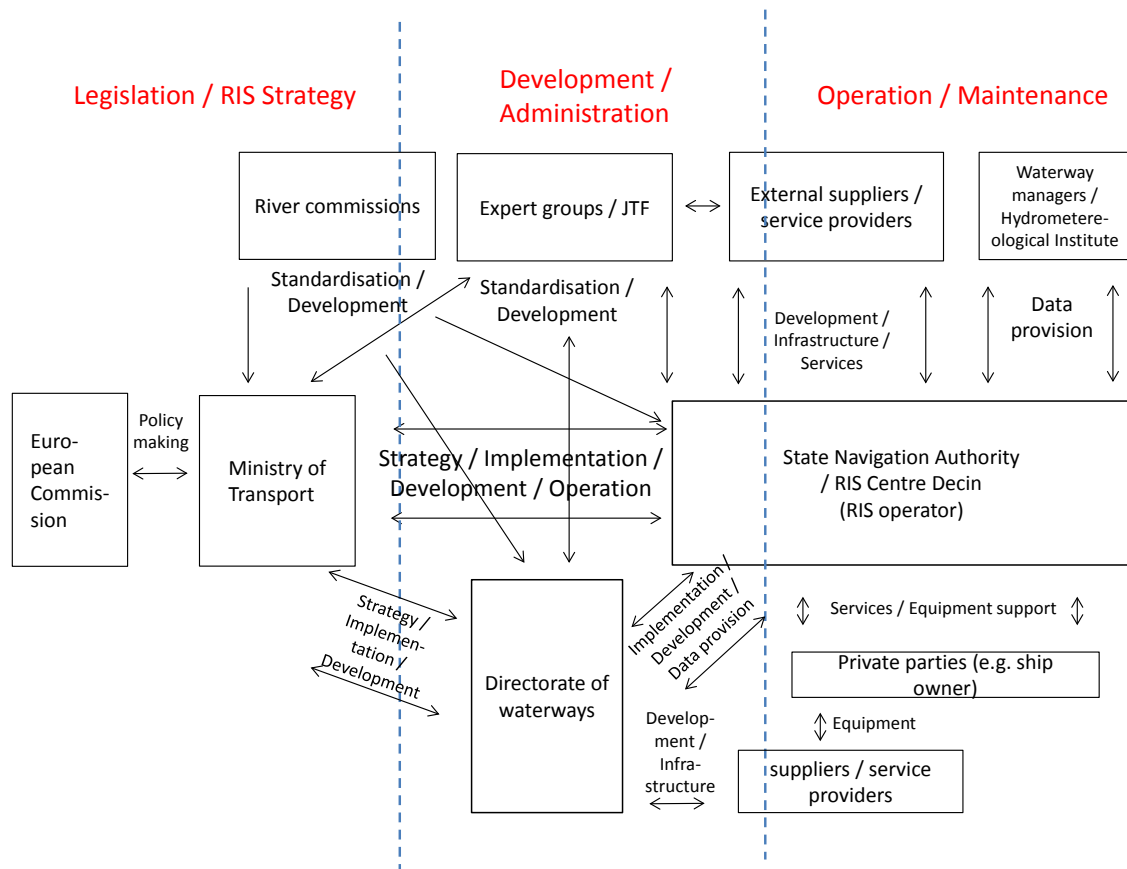 Legislation / RIS Strategy
Development /
Administration
Operation / Maintenance
River commissions
Expert groups / JTF
External suppliers /
service providers
Waterway
managers /
Hydrometere-
ological Institute
Standardisation /
Development
Standardisation /
Development
Development /
Infrastructure /
Services
Data
provision
Euro-
pean
Commis-
sion
Policy
making
Ministry of
Transport
Strategy / Implementation /
Development / Operation
State Navigation Authority
/ RIS Centre Decin
(RIS operator)
Strategy /
Implemen-
tation /
Development
Directorate of
waterways
Implementation /
Development /
Data provision
Services / Equipment support
Private parties (e.g. ship
owner)
Equipment
Develop-
ment /
Infra-
structure
suppliers / service
providers